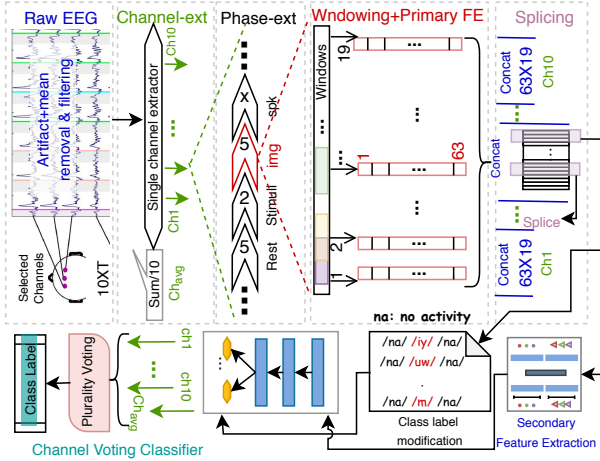 Raw EEG
Channel-ext
Phase-ext
Wndowing+Primary FE
Splicing
Artifact+mean
removal & filtering
Selected
Channels
10XT
Single channel extractor
Sum/10
Ch10
...
Ch1
Chavg
...
x
spk
5
img
2
Stimuli
5
Rest
...
Windows
19
...
2
1
...
...
1
63
...
...
...
Concat
Concat
63X19
Ch10
...
...
Splice
Concat
63X19
Ch1
na: no activity
/na/ /iy/ /na/
/na/ /uw/ /na/
.
/na/ /m/ /na/
Class label
modification
Secondary
Feature Extraction
...
ch1
...
ch10
Chavg
Plurality Voting
Class Label
Channel Voting Classifier